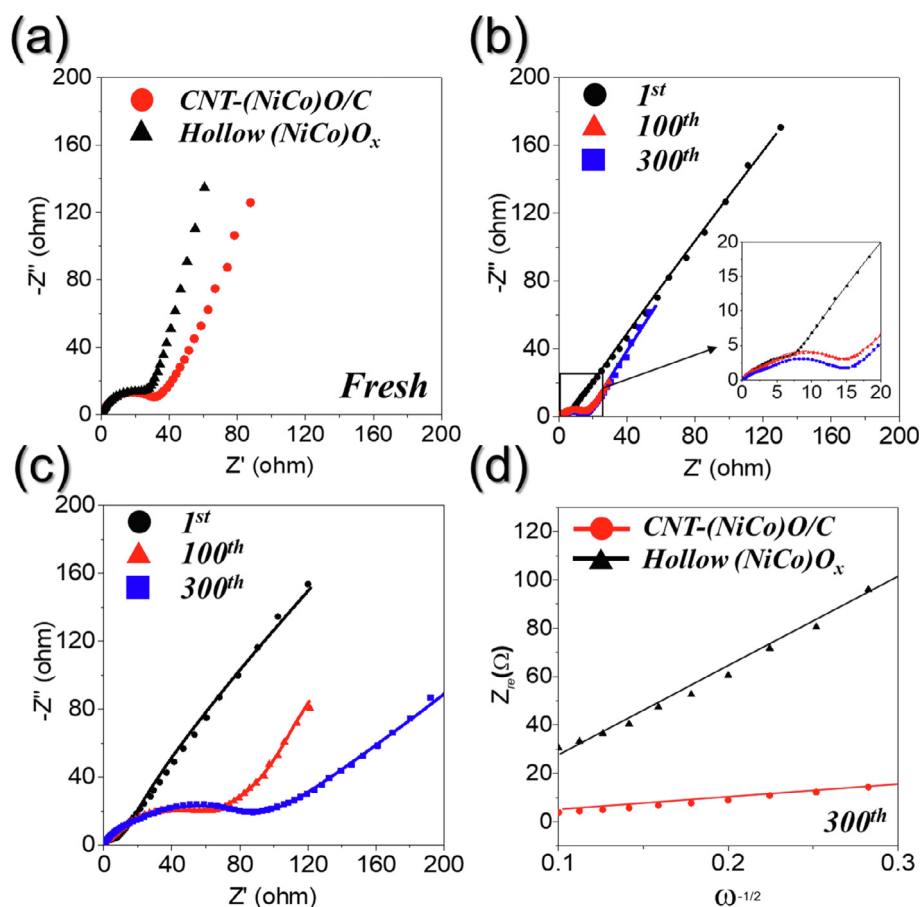 (a)
200
160
120
80
40
0
-Z'' (ohm)
CNT-(NiCo)O/C
Hollow (NiCo)Oₓ
Fresh
0 40 80 120 160 200
Z' (ohm)
(b)
200
160
120
80
40
0
-Z'' (ohm)
1ˢᵗ
100ᵗʰ
300ᵗʰ
20
15
10
5
0
0 5 10 15 20
0 40 80 120 160 200
Z' (ohm)
(c)
200
160
120
80
40
0
-Z'' (ohm)
1ˢᵗ
100ᵗʰ
300ᵗʰ
0 40 80 120 160 200
Z' (ohm)
(d)
120
100
80
60
40
20
0
Zᵣₑ(Ω)
CNT-(NiCo)O/C
Hollow (NiCo)Oₓ
300ᵗʰ
0.1 0.2 0.3
ω⁻¹/²